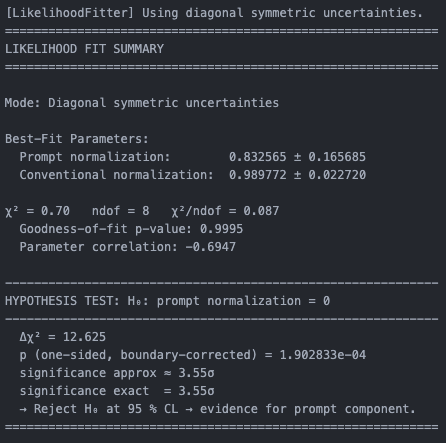 [LikelihoodFitter] Using diagonal symmetric uncertainties.
============================================================
LIKELIHOOD FIT SUMMARY
============================================================
Mode: Diagonal symmetric uncertainties
Best-Fit Parameters:
  Prompt normalization:        0.832565 ± 0.165685
  Conventional normalization:  0.989772 ± 0.022720
χ² = 0.70   ndof = 8   χ²/ndof = 0.087
  Goodness-of-fit p-value: 0.9995
  Parameter correlation: -0.6947
------------------------------------------------------------
HYPOTHESIS TEST: H₀: prompt normalization = 0
------------------------------------------------------------
  Δχ² = 12.625
  p (one-sided, boundary-corrected) = 1.902833e-04
  significance approx ≈ 3.55σ
  significance exact  = 3.55σ
  → Reject H₀ at 95 % CL → evidence for prompt component.
============================================================